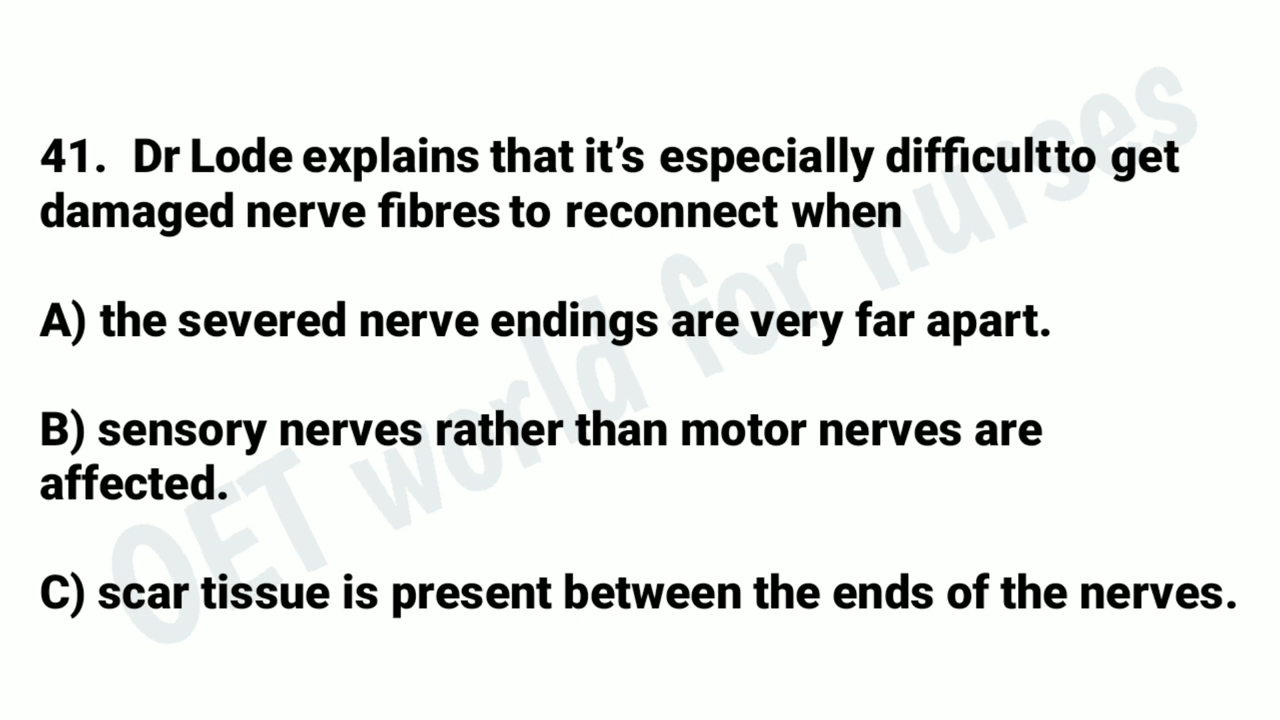 41. Dr Lode explains that it’s especially difficultto get
damaged nerve fibres to reconnect when
A) the severed nerve endings are very far apart.
B) sensory nerves rather than motor nerves are
affected.
C) scar tissue is present between the ends of the nerves.
OET world for nurses